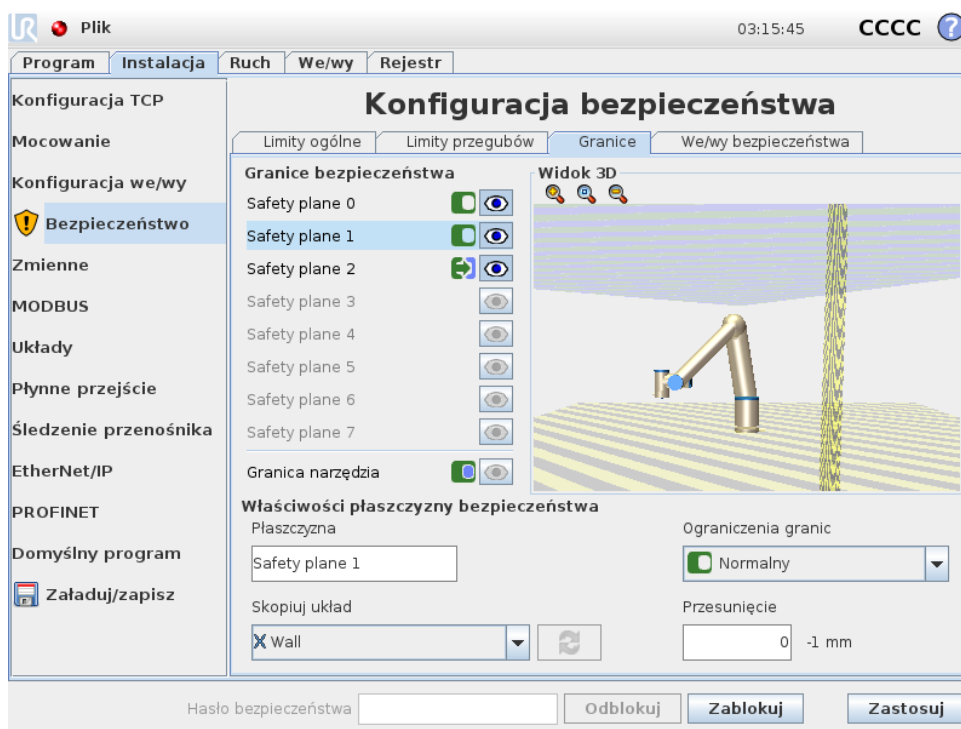 UR Plik 03:15:45 CCCC ?
Program Instalacja Ruch We/wy Rejestr
Konfiguracja TCP
Mocowanie
Konfiguracja we/wy
Bezpieczeństwo
Zmienne
MODBUS
Układy
Płynne przejście
Śledzenie przenośnika
EtherNet/IP
PROFINET
Domyślny program
Załaduj/zapisz
Konfiguracja bezpieczeństwa
Limity ogólne Limity przegubów Granice We/wy bezpieczeństwa
Granice bezpieczeństwa
Safety plane 0
Safety plane 1
Safety plane 2
Safety plane 3
Safety plane 4
Safety plane 5
Safety plane 6
Safety plane 7
Granica narzędzia
Widok 3D
Właściwości płaszczyzny bezpieczeństwa
Płaszczyzna
Safety plane 1
Ograniczenia granic
Normalny
Skopiuj układ
Wall
Przesunięcie
0 -1 mm
Hasło bezpieczeństwa Odblokuj Zablokuj Zastosuj